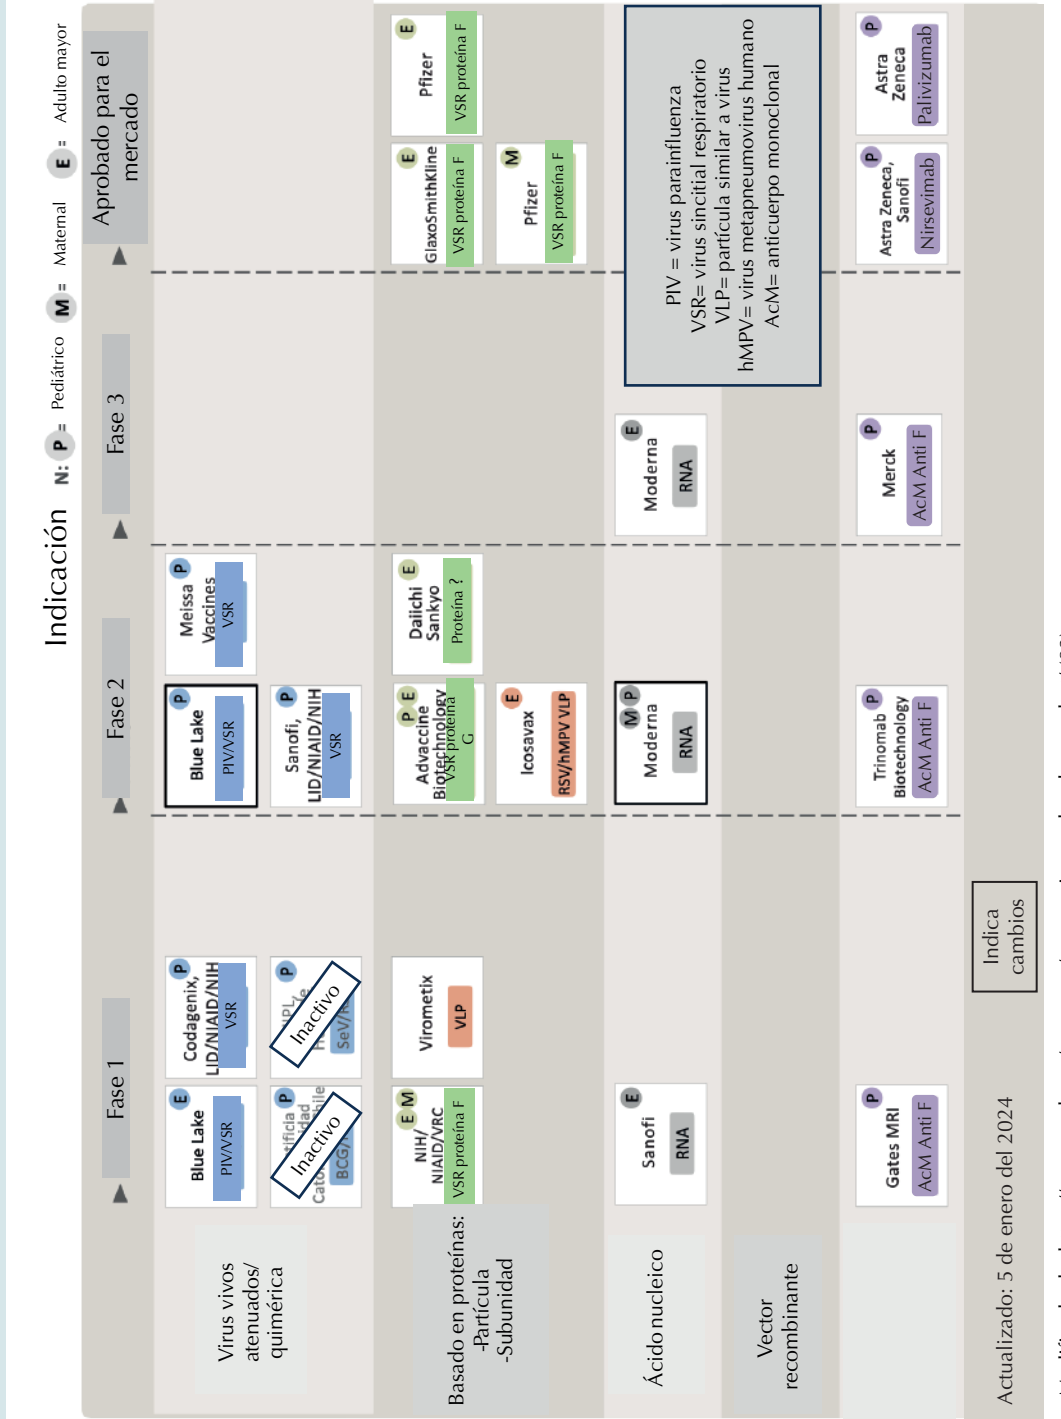 Indicación N: P = Pediátrico M = Maternal E = Adulto mayor
Fase 1
Fase 2
Fase 3
Aprobado para el
mercado
Virus vivos
atenuados/
quimérica
Blue Lake
E
PIV/VSR
Codagenix,
LID/NIAID/NIH
P
VSR
Blue Lake
P
PIV/VSR
Meissa
Vaccines
P
VSR
P
Inactivo
P
Inactivo
Sanofi,
LID/NIAID/NIH
P
VSR
Basado en proteínas:
-Partícula
-Subunidad
NIH/
NIAID/VRC
E M
VSR proteína F
Virometix
VLP
Advaccine
Biotechnology
P E
VSR proteína
G
Daiichi
Sankyo
E
Proteína ?
GlaxoSmithKline
E
VSR proteína F
Pfizer
E
VSR proteína F
Icosavax
E
RSV/hMPV VLP
Pfizer
M
VSR proteína F
Ácido nucleico
Sanofi
E
RNA
Moderna
M P
RNA
Moderna
E
RNA
PIV = virus parainfluenza
VSR= virus sincitial respiratorio
VLP= partícula similar a virus
hMPV= virus metapneumovirus humano
AcM= anticuerpo monoclonal
Vector
recombinante
Gates MRI
P
AcM Anti F
Trinomab
Biotechnology
P
AcM Anti F
Merck
P
AcM Anti F
Astra Zeneca,
Sanofi
P
Nirsevimab
Astra
Zeneca
P
Palivizumab
Actualizado: 5 de enero del 2024
Indica
cambios